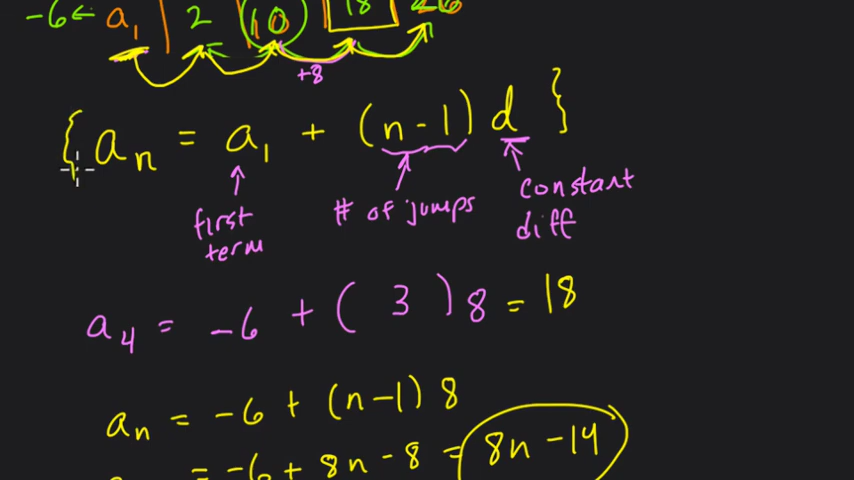 -6 ← a₁ | 2 | 10 | 18 | 26
+8
{ aₙ = a₁ + (n-1) d }
first term
# of jumps
constant diff
a₄ = -6 + ( 3 ) 8 = 18
aₙ = -6 + (n-1) 8
= -6 + 8n - 8 = 8n - 14